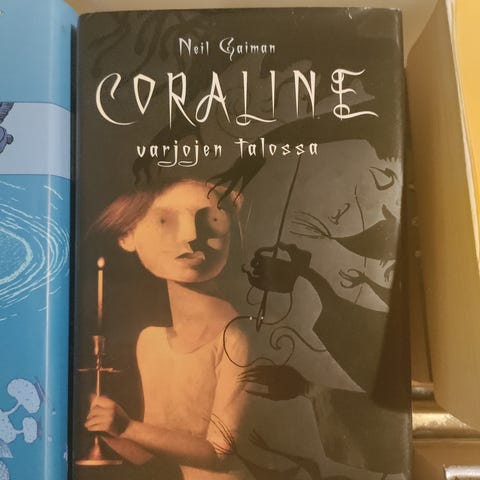 Neil Gaiman
CORALINE
varjojen talossa